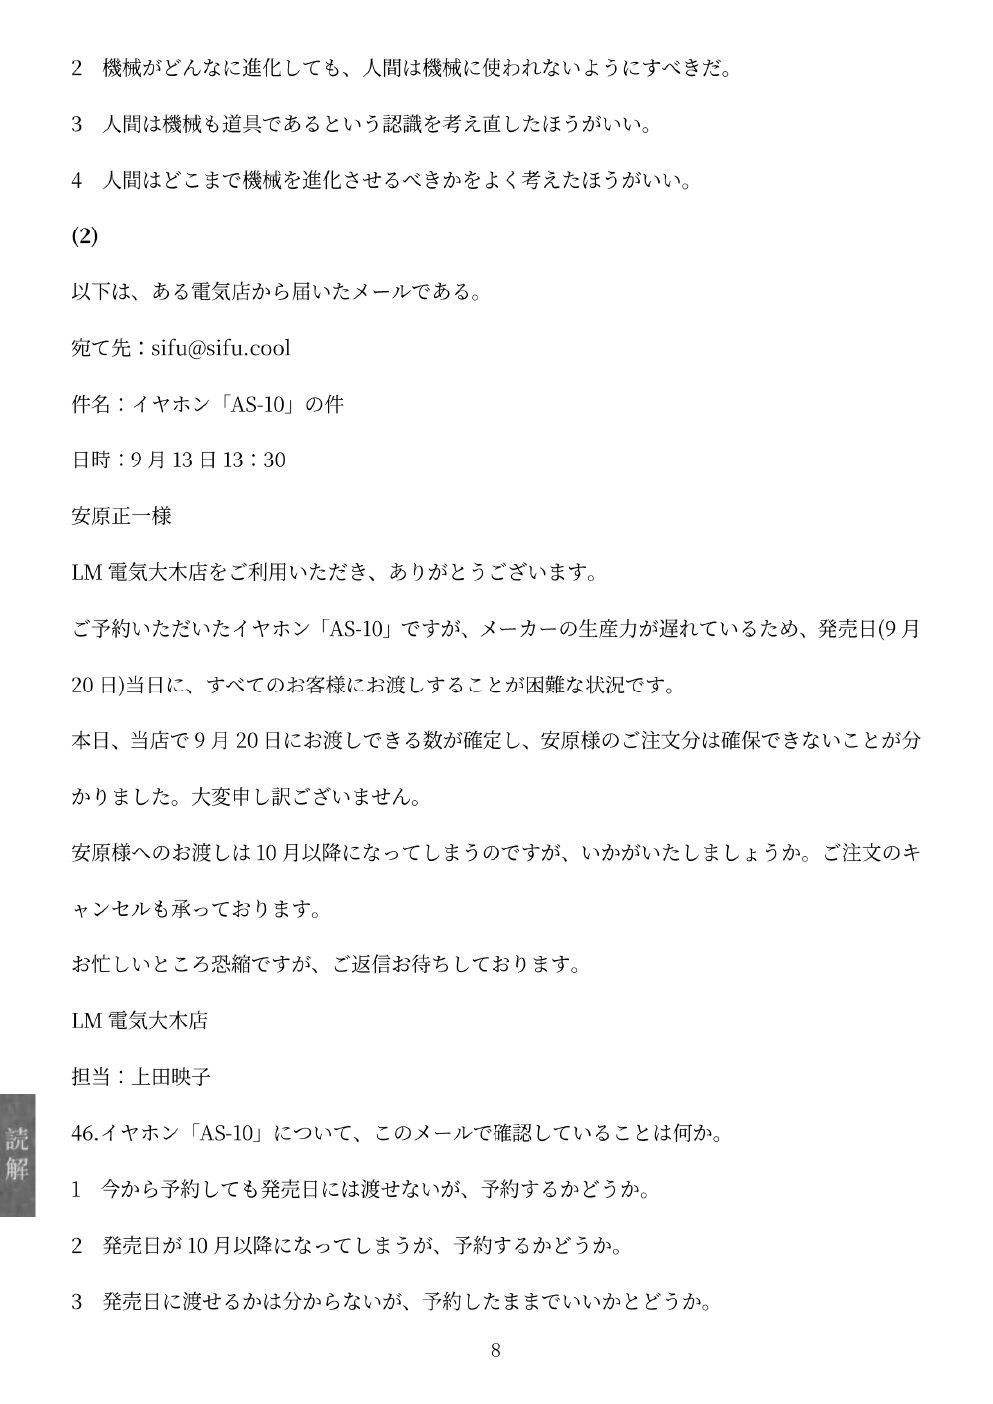 2　機械がどんなに進化しても、人間は機械に使われないようにすべきだ。
3　人間は機械も道具であるという認識を考え直したほうがいい。
4　人間はどこまで機械を進化させるべきかをよく考えたほうがいい。
(2)
以下は、ある電気店から届いたメールである。
宛て先：sifu@sifu.cool
件名：イヤホン「AS-10」の件
日時：9 月 13 日 13：30
安原正一様
LM 電気大木店をご利用いただき、ありがとうございます。
ご予約いただいたイヤホン「AS-10」ですが、メーカーの生産力が遅れているため、発売日(9 月
20 日)当日に、すべてのお客様にお渡しすることが困難な状況です。
本日、当店で 9 月 20 日にお渡しできる数が確定し、安原様のご注文分は確保できないことが分
かりました。大変申し訳ございません。
安原様へのお渡しは 10 月以降になってしまうのですが、いかがいたしましょうか。ご注文のキ
ャンセルも承っております。
お忙しいところ恐縮ですが、ご返信お待ちしております。
LM 電気大木店
担当：上田映子
46.イヤホン「AS-10」について、このメールで確認していることは何か。
1　今から予約しても発売日には渡せないが、予約するかどうか。
2　発売日が 10 月以降になってしまうが、予約するかどうか。
3　発売日に渡せるかは分からないが、予約したままでいいかとどうか。
読解
8